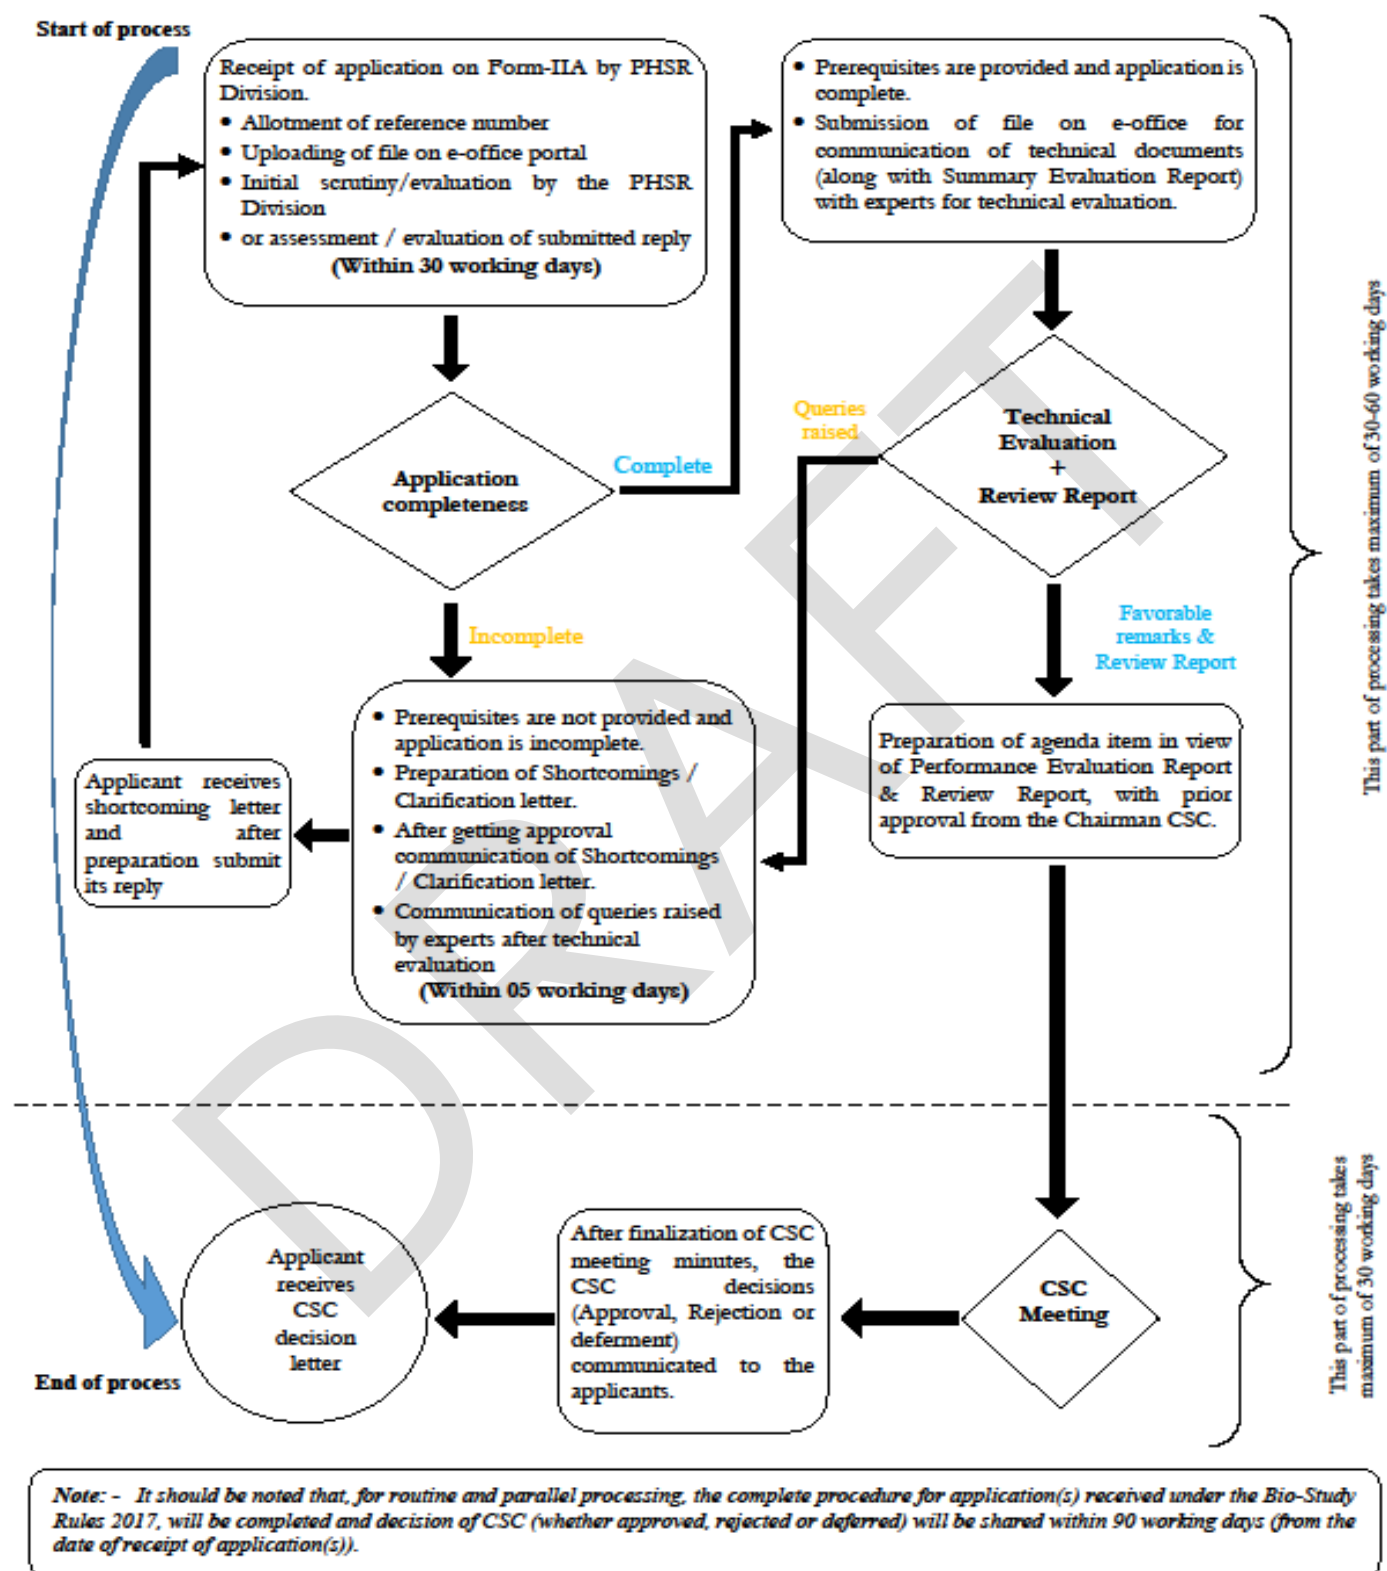 Start of process
Receipt of application on Form-IIA by PHSR
Division.
• Allotment of reference number
• Uploading of file on e-office portal
• Initial scrutiny/evaluation by the PHSR
Division
• or assessment / evaluation of submitted reply
(Within 30 working days)
• Prerequisites are provided and application is
complete.
• Submission of file on e-office for
communication of technical documents
(along with Summary Evaluation Report)
with experts for technical evaluation.
Application
completeness
Complete
Queries
raised
Technical
Evaluation
+
Review Report
Incomplete
Favorable
remarks &
Review Report
• Prerequisites are not provided and
application is incomplete.
• Preparation of Shortcomings /
Clarification letter.
• After getting approval
communication of Shortcomings
/ Clarification letter.
• Communication of queries raised
by experts after technical
evaluation
(Within 05 working days)
Applicant receives
shortcoming letter
and after
preparation submit
its reply
Preparation of agenda item in view
of Performance Evaluation Report
& Review Report, with prior
approval from the Chairman CSC.
This part of processing takes maximum of 30-60 working days
DRAFT
CSC
Meeting
After finalization of CSC
meeting minutes, the
CSC decisions
(Approval, Rejection or
deferment)
communicated to the
applicants.
Applicant
receives
CSC
decision
letter
End of process
This part of processing takes
maximum of 30 working days
Note: - It should be noted that, for routine and parallel processing, the complete procedure for application(s) received under the Bio-Study
Rules 2017, will be completed and decision of CSC (whether approved, rejected or deferred) will be shared within 90 working days (from the
date of receipt of application(s)).